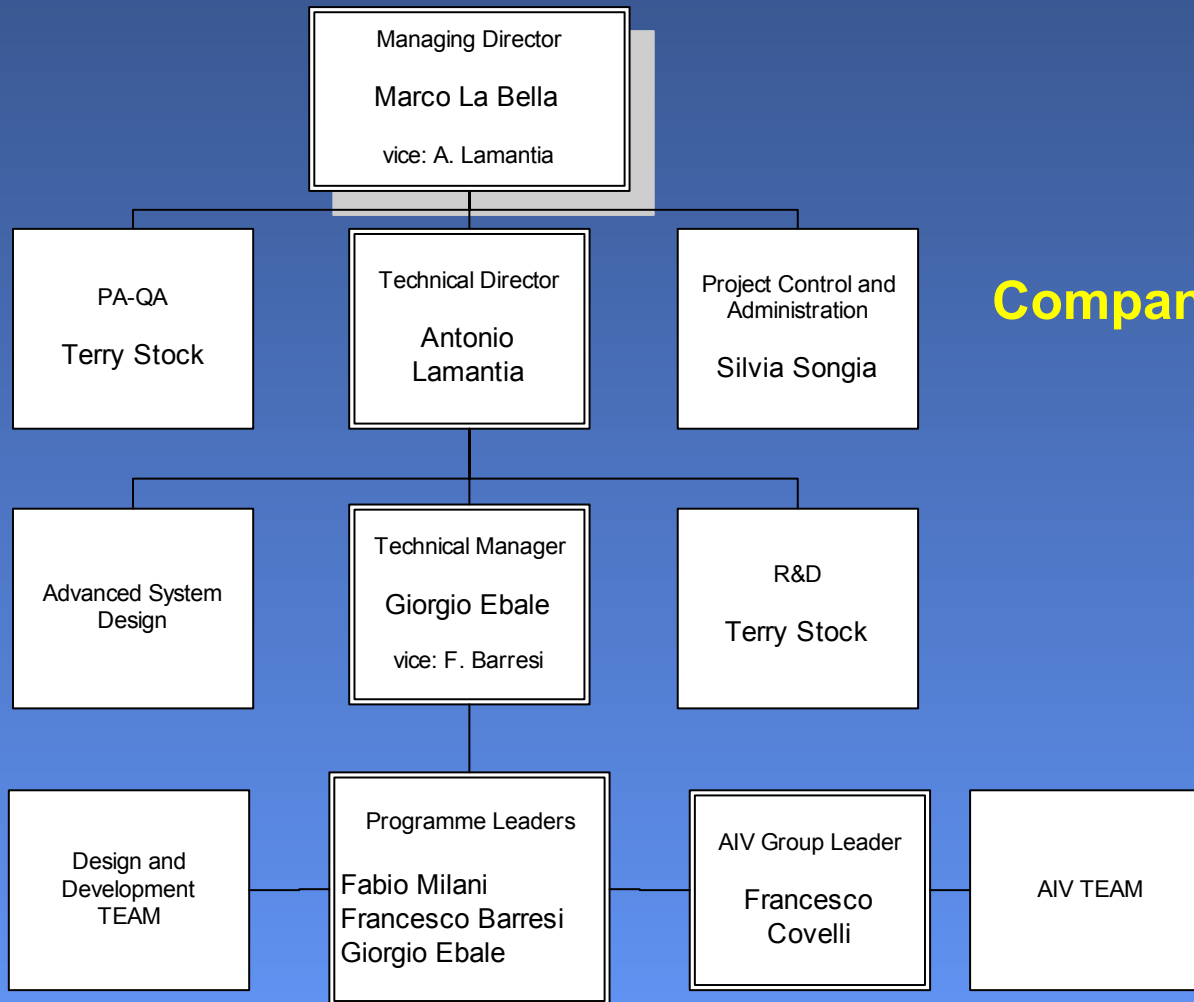 Managing Director
Marco La Bella
vice: A. Lamantia
PA-QA
Terry Stock
Technical Director
Antonio
Lamantia
Project Control and
Administration
Silvia Songia
Compan
Advanced System
Design
Technical Manager
Giorgio Ebale
vice: F. Barresi
R&D
Terry Stock
Design and
Development
TEAM
Programme Leaders
Fabio Milani
Francesco Barresi
Giorgio Ebale
AIV Group Leader
Francesco
Covelli
AIV TEAM